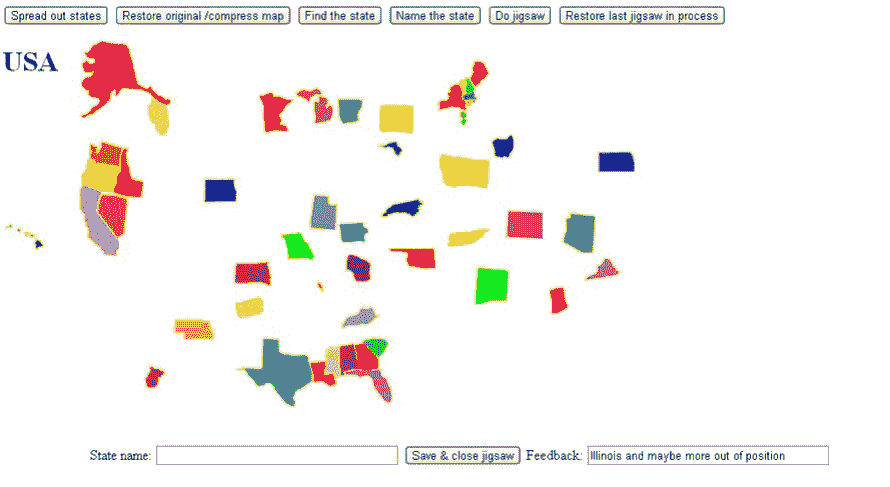 Spread out states Restore original /compress map Find the state Name the state Do jigsaw Restore last jigsaw in process
USA
State name: Save & close jigsaw Feedback: Illinois and maybe more out of position